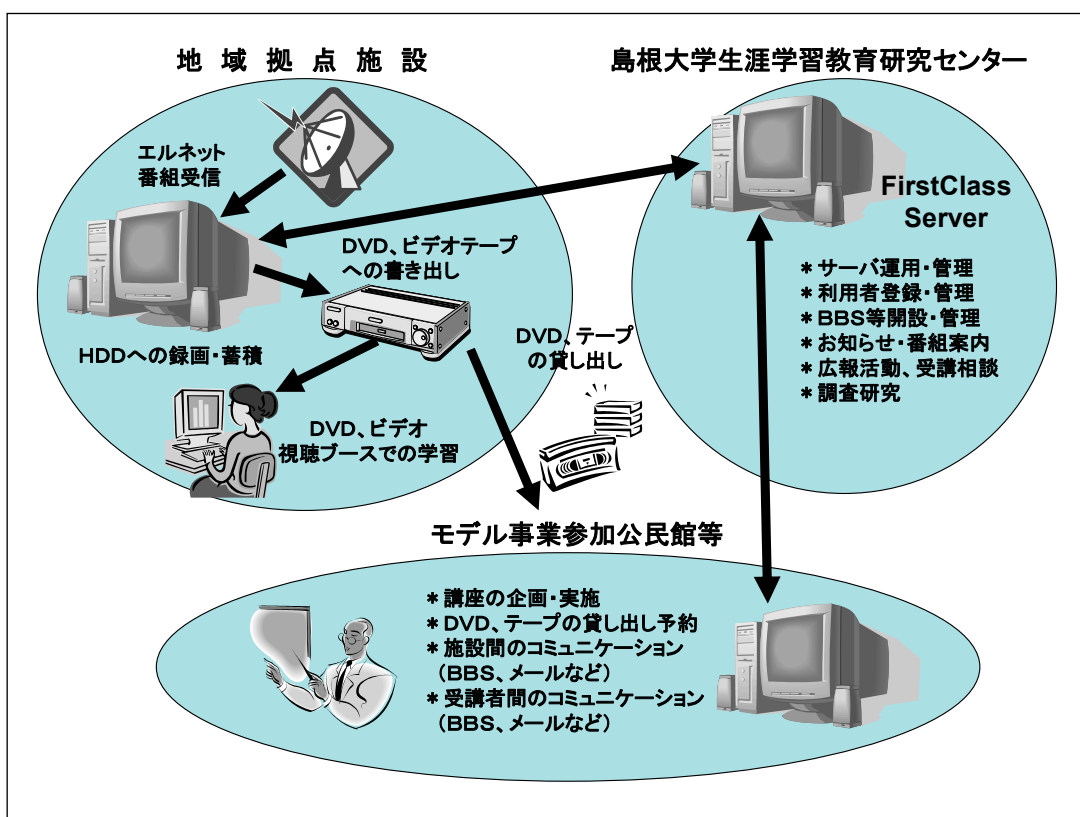 地域拠点施設
島根大学生涯学習教育研究センター
エルネット
番組受信
DVD、ビデオテープ
への書き出し
HDDへの録画・蓄積
DVD、ビデオ
視聴ブースでの学習
DVD、テープ
の貸し出し
FirstClass
Server
＊サーバ運用・管理
＊利用者登録・管理
＊BBS等開設・管理
＊お知らせ・番組案内
＊広報活動、受講相談
＊調査研究
モデル事業参加公民館等
＊講座の企画・実施
＊DVD、テープの貸し出し予約
＊施設間のコミュニケーション
（BBS、メールなど）
＊受講者間のコミュニケーション
（BBS、メールなど）